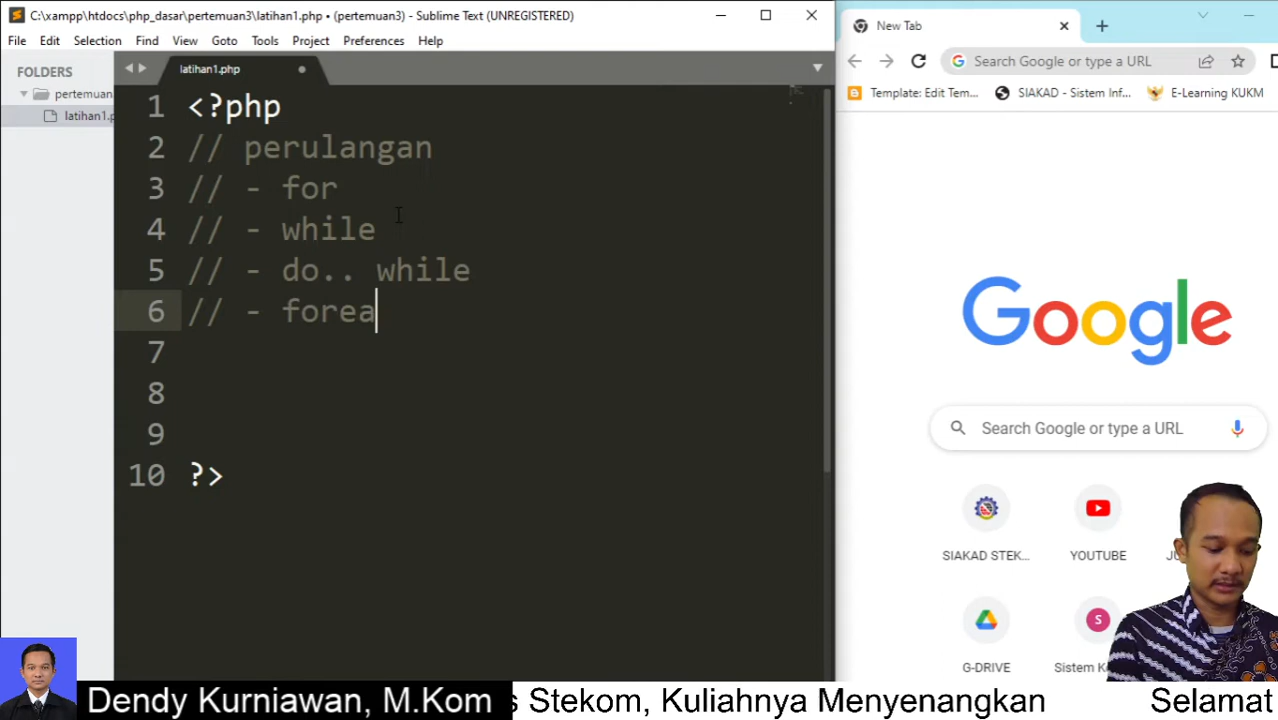 C:\xampp\htdocs\php_dasar\pertemuan3\latihan1.php • (pertemuan3) - Sublime Text (UNREGISTERED)
File Edit Selection Find View Goto Tools Project Preferences Help
FOLDERS
pertemuan
latihan1.p
latihan1.php
1 <?php
2 // perulangan
3 // - for
4 // - while
5 // - do.. while
6 // - forea
7
8
9
10 ?>
New Tab
Search Google or type a URL
Template: Edit Tem...
SIAKAD - Sistem Inf...
E-Learning KUKM
Google
Search Google or type a URL
SIAKAD STEK...
YOUTUBE
G-DRIVE
S
Sistem K
Dendy Kurniawan, M.Kom
s Stekom, Kuliahnya Menyenangkan
Selamat